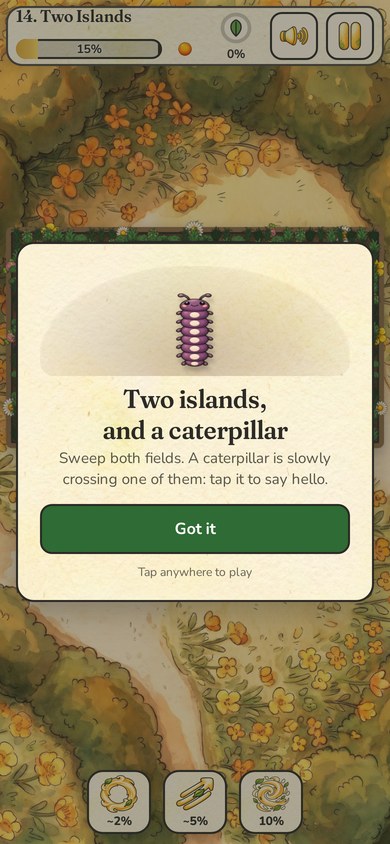 14. Two Islands
15%
0%
Two islands,
and a caterpillar
Sweep both fields. A caterpillar is slowly
crossing one of them: tap it to say hello.
Got it
Tap anywhere to play
~2%
~5%
10%